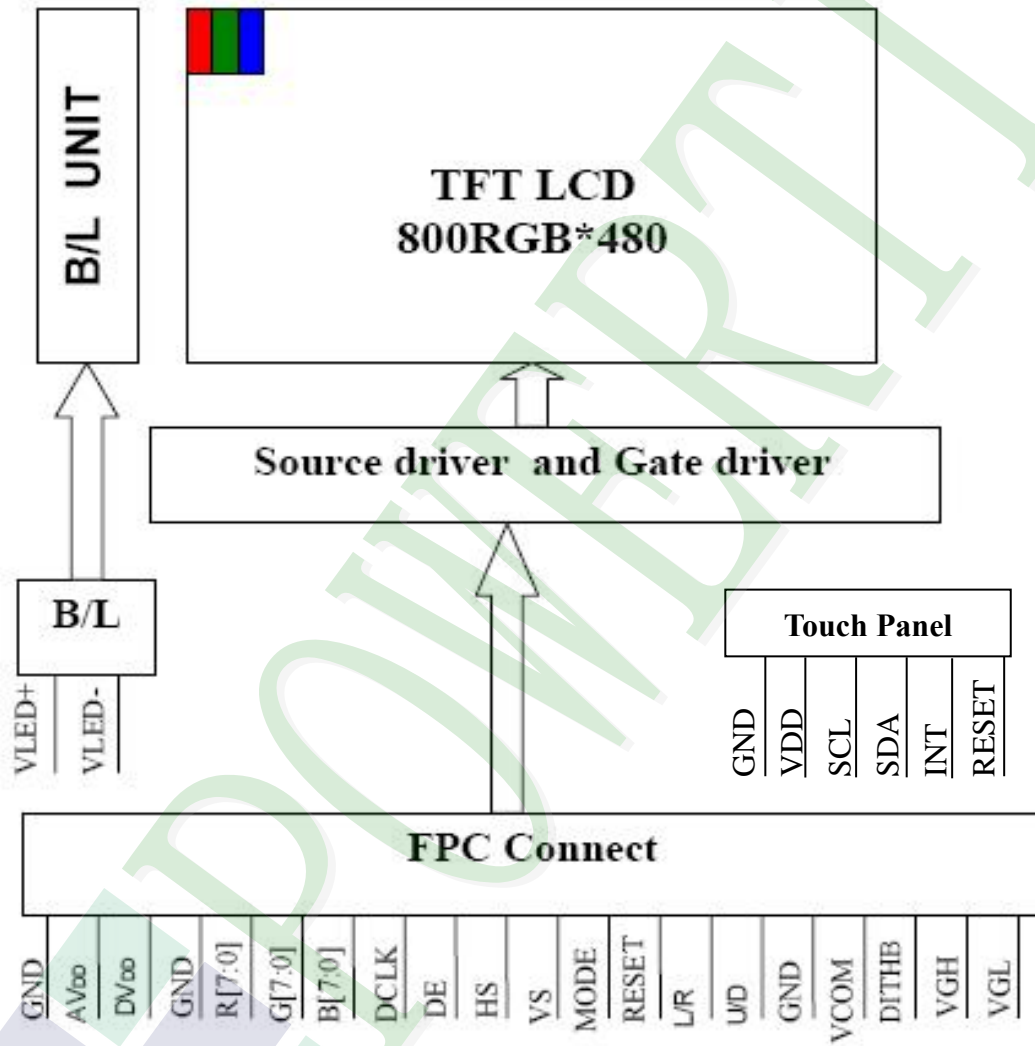 B/L UNIT
TFT LCD
800RGB*480
Source driver and Gate driver
B/L
VLED+
VLED-
Touch Panel
GND
VDD
SCL
SDA
INT
RESET
FPC Connect
GND
AVDD
DVDD
GND
R[7:0]
G[7:0]
B[7:0]
DCLK
DE
HS
VS
MODE
RESET
L/R
U/D
GND
VCOM
DITHB
VGH
VGL
POWERT